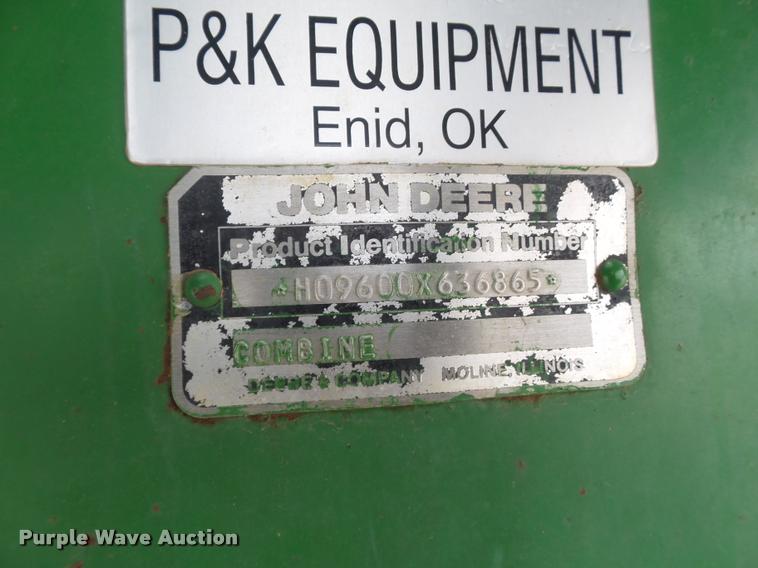 P&K EQUIPMENT
Enid, OK
JOHN DEERE
Product Identification Number
*H09600X636865*
COMBINE
DEERE & COMPANY MOLINE, ILLINOIS
Purple Wave Auction